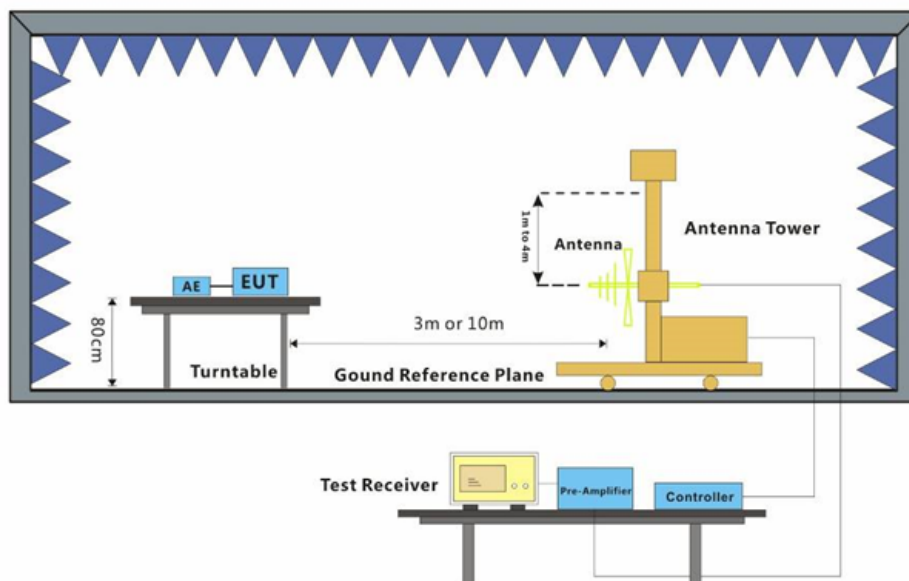 1m to 4m
Antenna
Antenna Tower
AE
EUT
80cm
3m or 10m
Turntable
Gound Reference Plane
Test Receiver
Pre-Amplifier
Controller